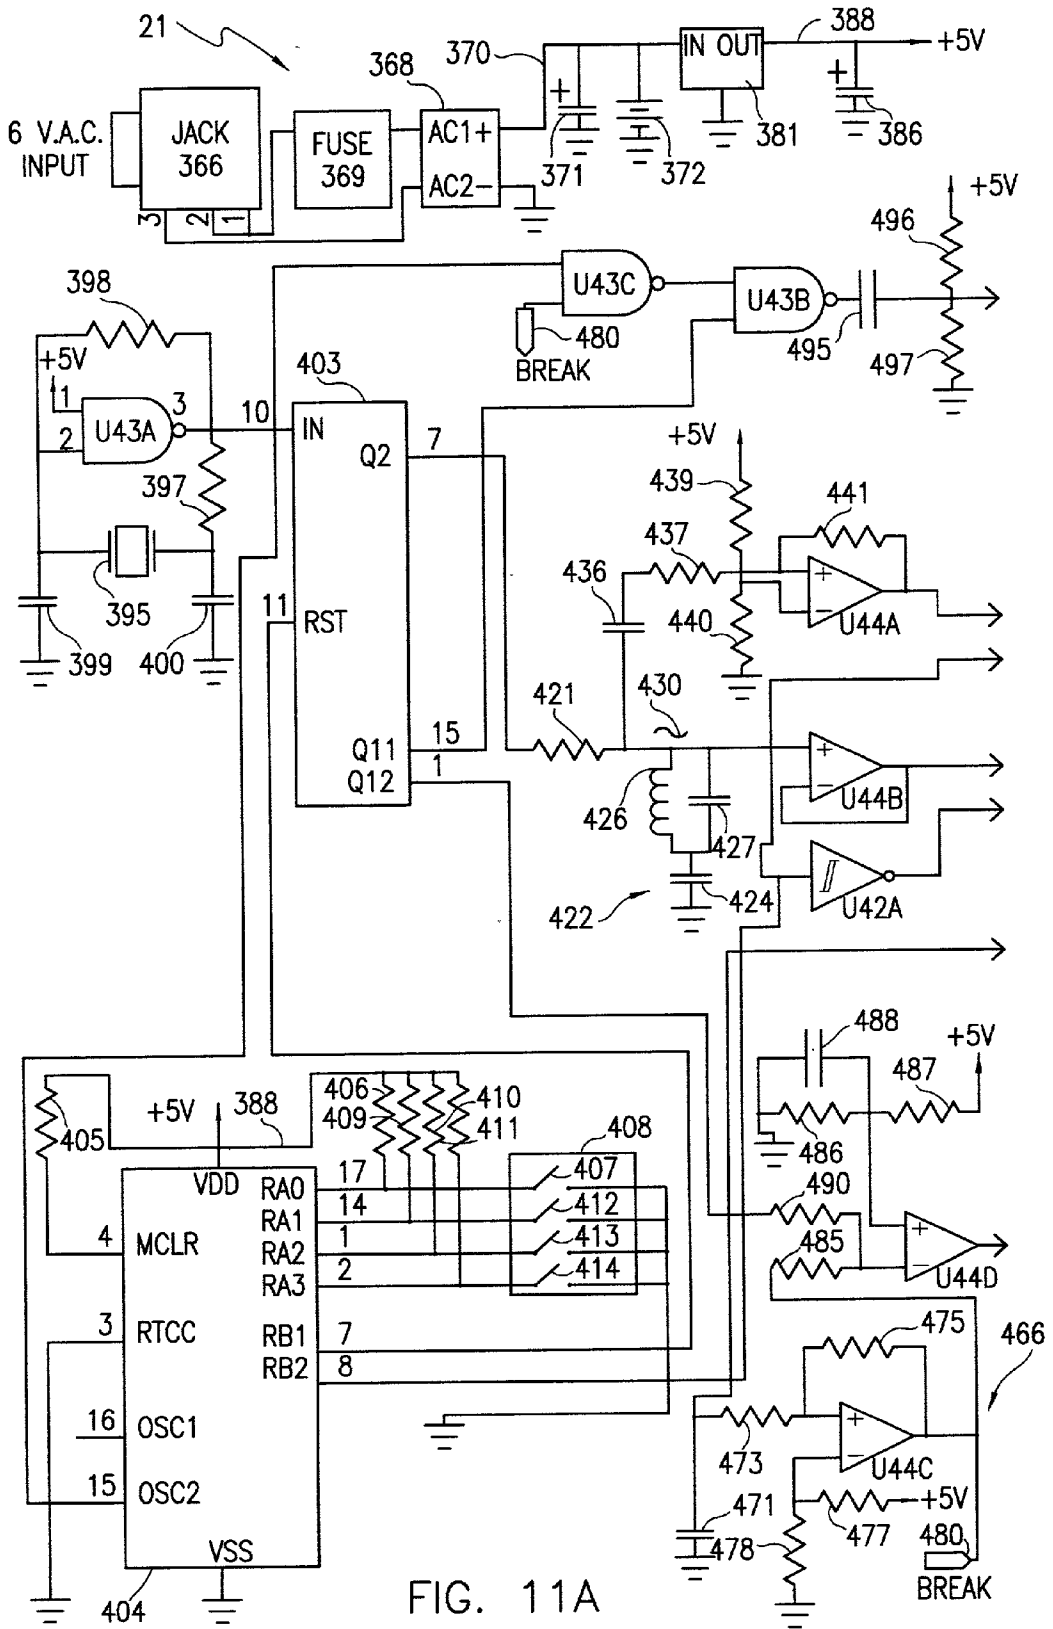 21
388
370
368
IN OUT
+5V
6 V.A.C.
INPUT
JACK
366
FUSE
369
AC1+
AC2-
371
372
381
386
3
2
1
+5V
496
398
U43C
U43B
480
BREAK
495
497
+5V
1
2
U43A
3
10
403
IN
Q2
7
+5V
439
441
397
437
436
U44A
395
11
RST
440
399
400
421
430
Q11
15
Q12
1
U44B
426
427
U42A
422
424
488
+5V
487
486
+5V
388
406
409
410
411
408
405
VDD
RA0
17
407
RA1
14
412
RA2
1
413
RA3
2
414
490
485
U44D
4
MCLR
3
RTCC
RB1
7
RB2
8
475
466
16
OSC1
15
OSC2
473
U44C
+5V
471
478
477
480
BREAK
VSS
404
FIG. 11A